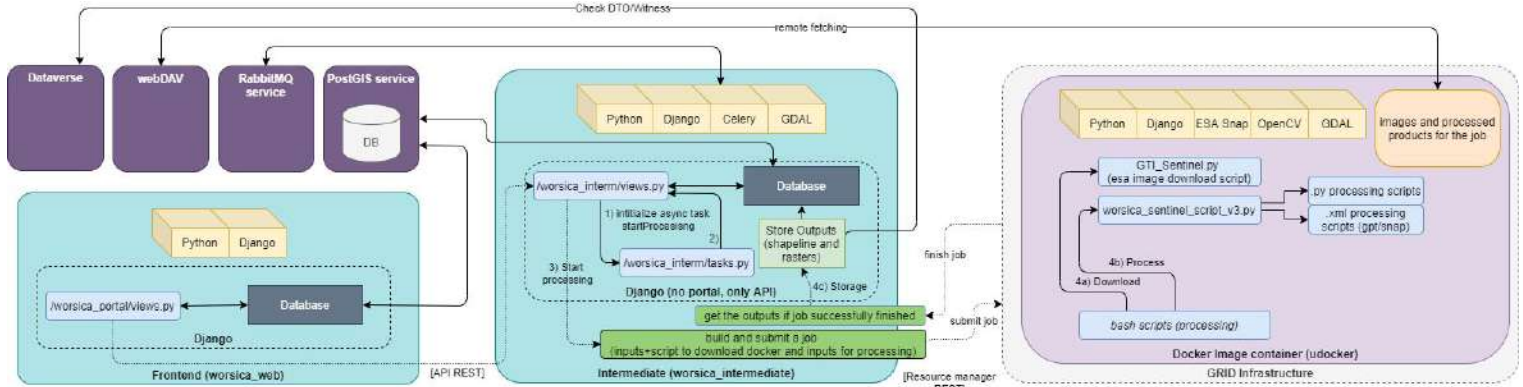 Check DTO/Witness
remote fetching
Dataverse
webDAV
RabbitMQ
service
PostGIS service
DB
Python
Django
Celery
GDAL
Python
Django
ESA Snap
OpenCV
GDAL
images and processed
products for the job
GTI_Sentinel.py
(esa image download script)
worsica_sentinel_script_v3.py
.py processing scripts
.xml processing
scripts (gpt/snap)
4b) Process
4a) Download
bash scripts (processing)
Docker Image container (udocker)
GRID Infrastructure
/worsica_interm/views.py
Database
1) intitialize async task
startProcessisng
2)
Store Outputs
(shapeline and
rasters)
/worsica_interm/tasks.py
3) Start
processing
Django (no portal, only API)
4c) Storage
finish job
get the outputs if job successfully finished
submit job
build and submit a job
(inputs+script to download docker and inputs for processing)
Intermediate (worsica_intermediate)
Python
Django
/worsica_portal/views.py
Database
Django
Frontend (worsica_web)
[API REST]
[Resource manager
REST]